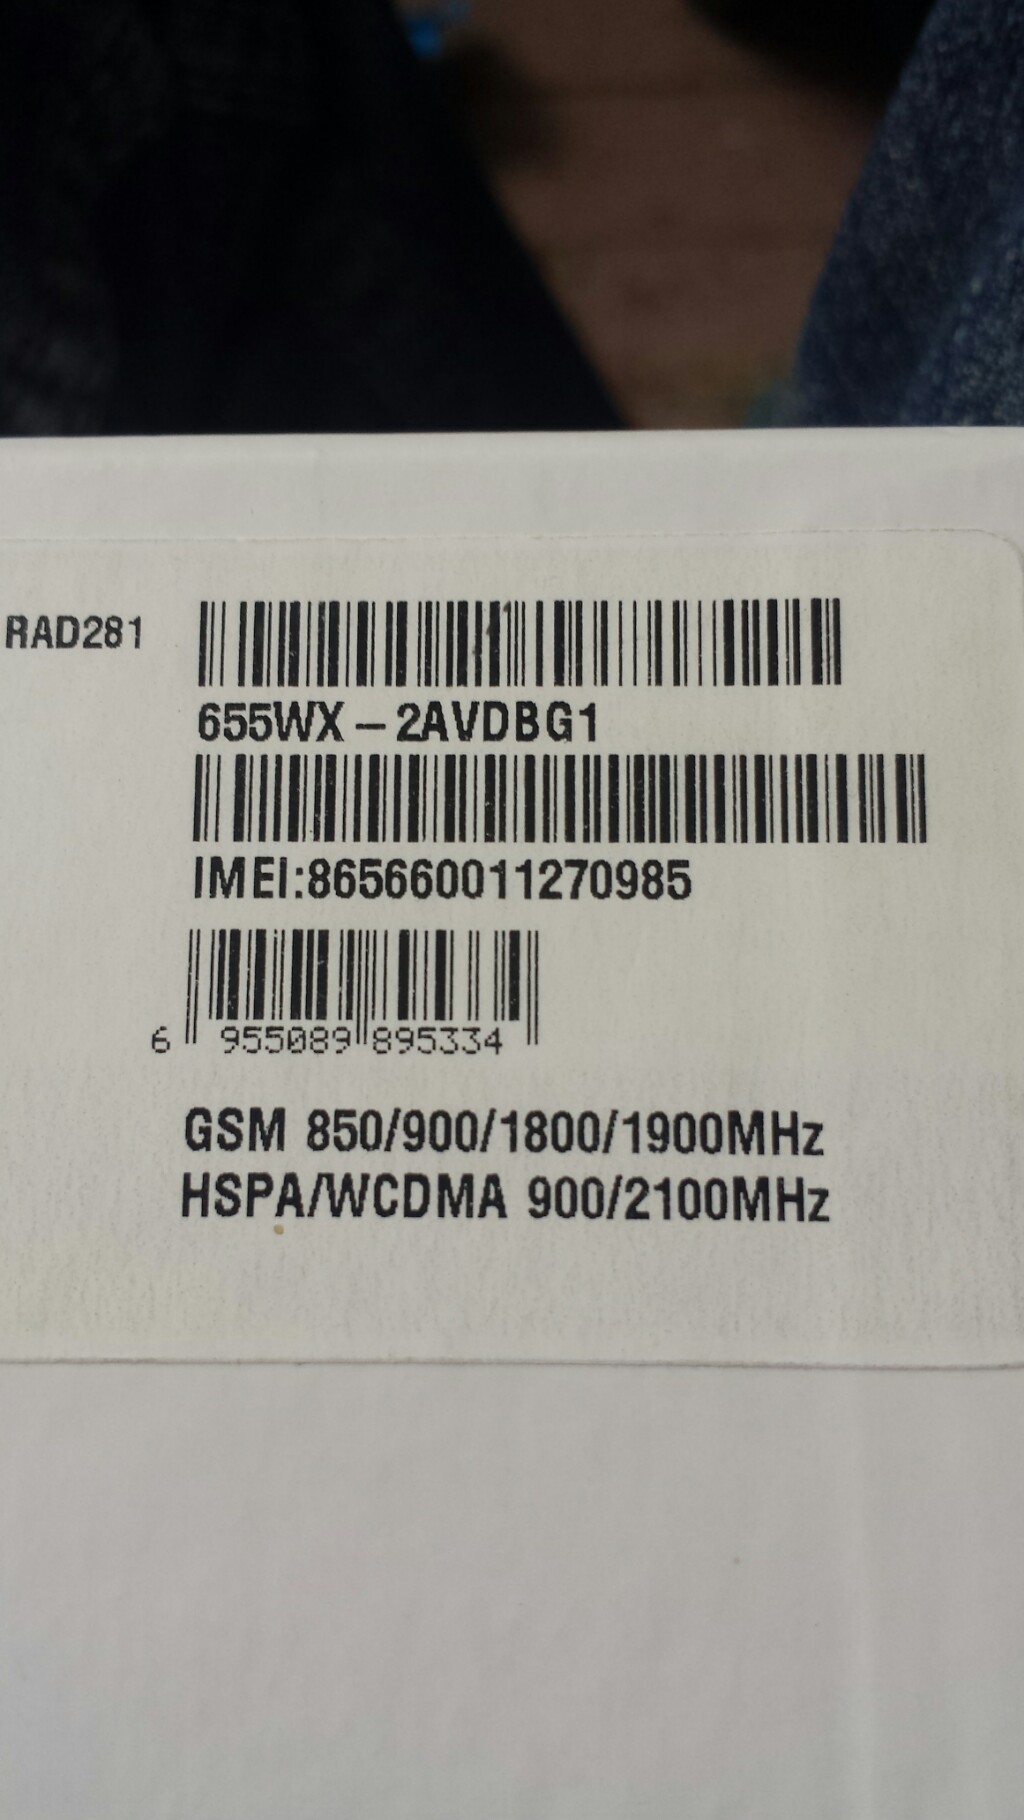 RAD281
655WX – 2AVDBG1
IMEI:865660011270985
6 955089 895334
GSM 850/900/1800/1900MHz
HSPA/WCDMA 900/2100MHz